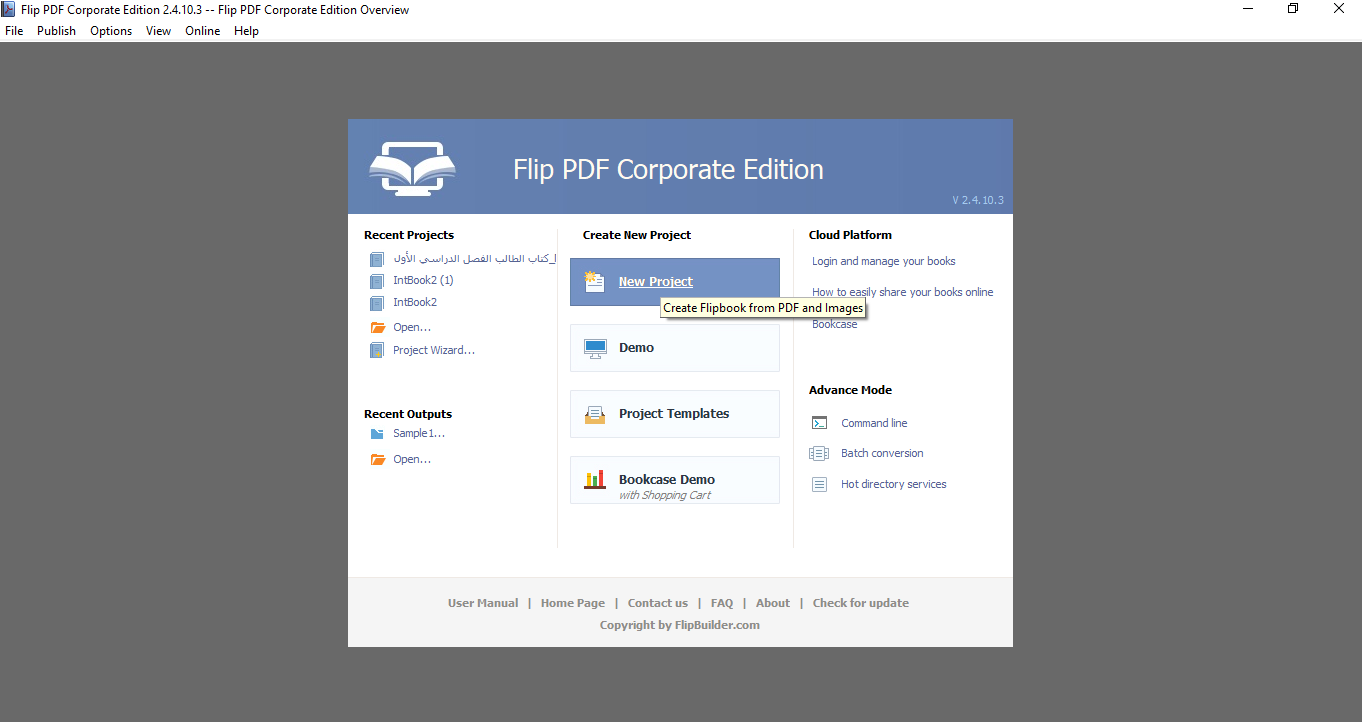 Flip PDF Corporate Edition 2.4.10.3 -- Flip PDF Corporate Edition Overview
File Publish Options View Online Help
Flip PDF Corporate Edition
V 2.4.10.3
Recent Projects
كتاب الطالب الفصل الدراسي الأول_
IntBook2 (1)
IntBook2
Open...
Project Wizard...
Recent Outputs
Sample1...
Open...
Create New Project
New Project
Create Flipbook from PDF and Images
Demo
Project Templates
Bookcase Demo
with Shopping Cart
Cloud Platform
Login and manage your books
How to easily share your books online
Bookcase
Advance Mode
Command line
Batch conversion
Hot directory services
User Manual | Home Page | Contact us | FAQ | About | Check for update
Copyright by FlipBuilder.com